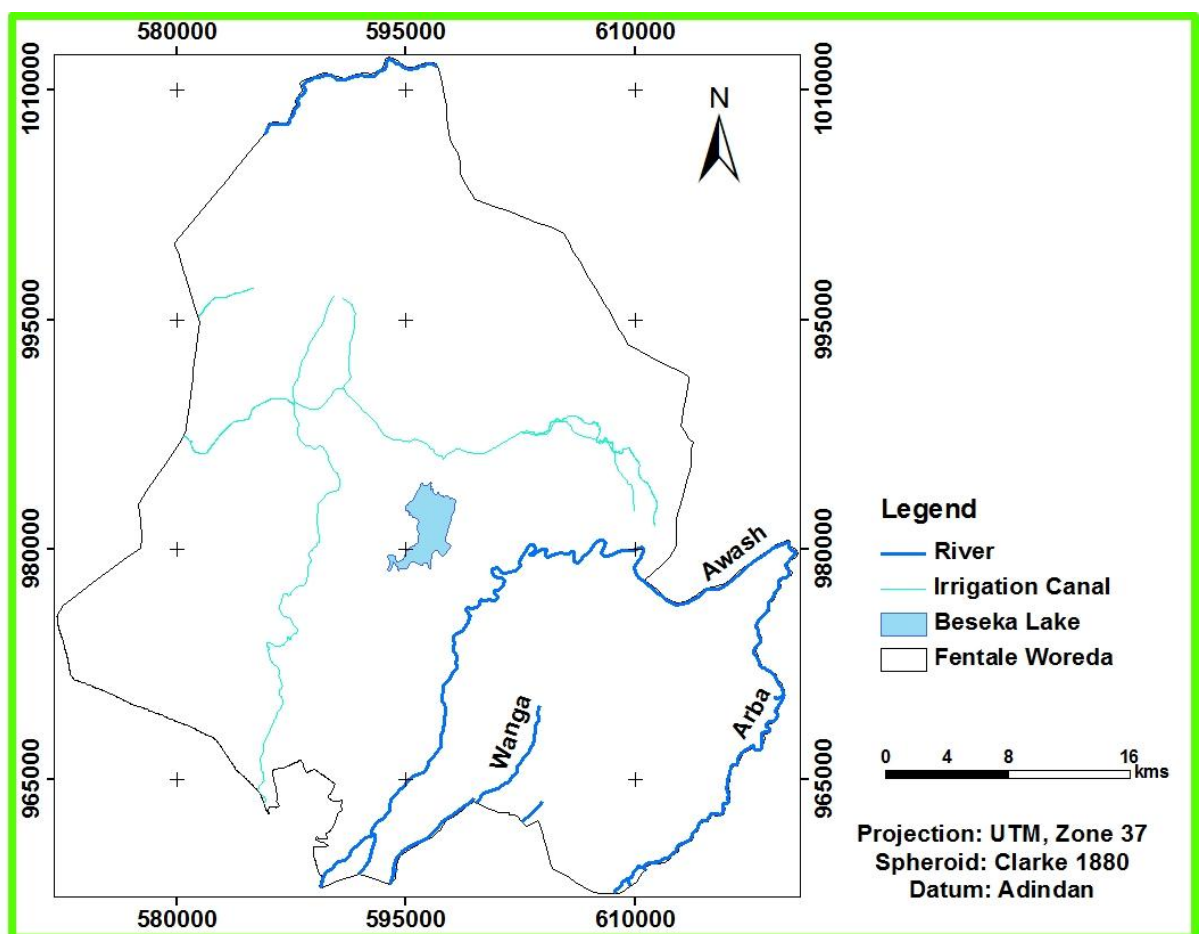 580000 595000 610000
1010000
1010000
N
995000
995000
Legend
980000
Awash
980000
River
Irrigation Canal
Beseka Lake
Fentale Woreda
Wanga
Arba
965000
965000
0 4 8 16
kms
Projection: UTM, Zone 37
Spheroid: Clarke 1880
Datum: Adindan
580000 595000 610000